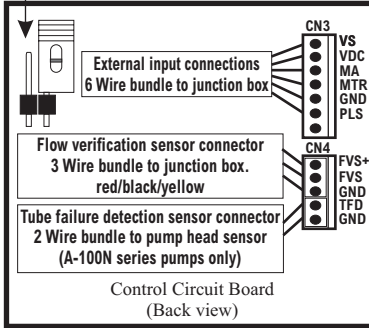 CN3
VS
VDC
MA
MTR
GND
PLS
External input connections
6 Wire bundle to junction box
CN4
FVS+
FVS
GND
TFD
GND
Flow verification sensor connector
3 Wire bundle to junction box.
red/black/yellow
Tube failure detection sensor connector
2 Wire bundle to pump head sensor
(A-100N series pumps only)
Control Circuit Board
(Back view)